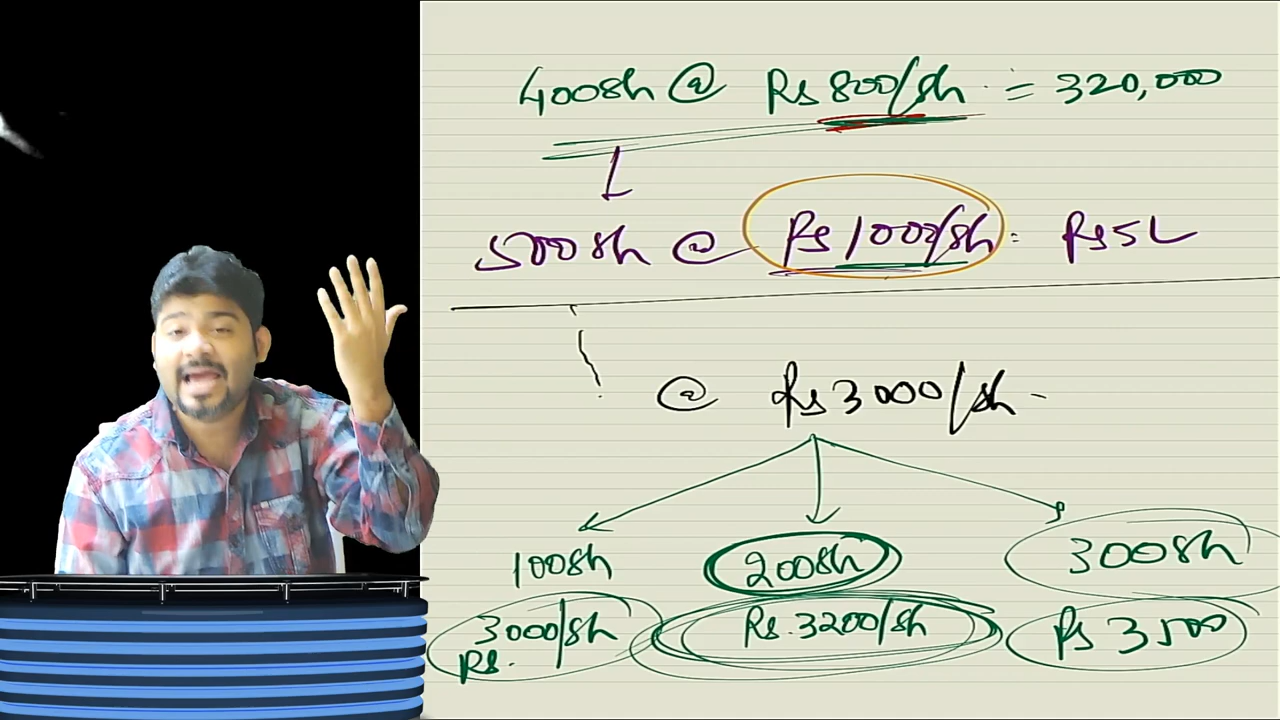 400sh @ Rs 800/sh = 320,000
500sh @ Rs 1000/sh = Rs 5L
@ Rs 3000/sh
100sh 200sh 300sh
3000/sh Rs. 3200/sh Rs 3500
Rs.